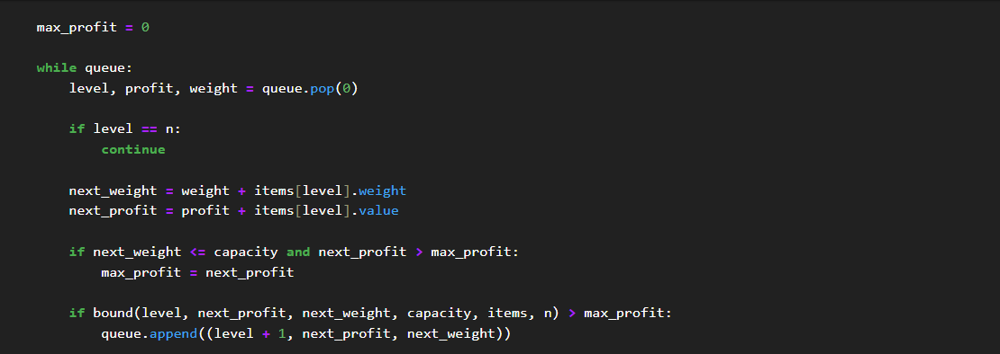 max_profit = 0
while queue:
level, profit, weight = queue.pop(0)
if level == n:
continue
next_weight = weight + items[level].weight
next_profit = profit + items[level].value
if next_weight <= capacity and next_profit > max_profit:
max_profit = next_profit
if bound(level, next_profit, next_weight, capacity, items, n) > max_profit:
queue.append((level + 1, next_profit, next_weight))